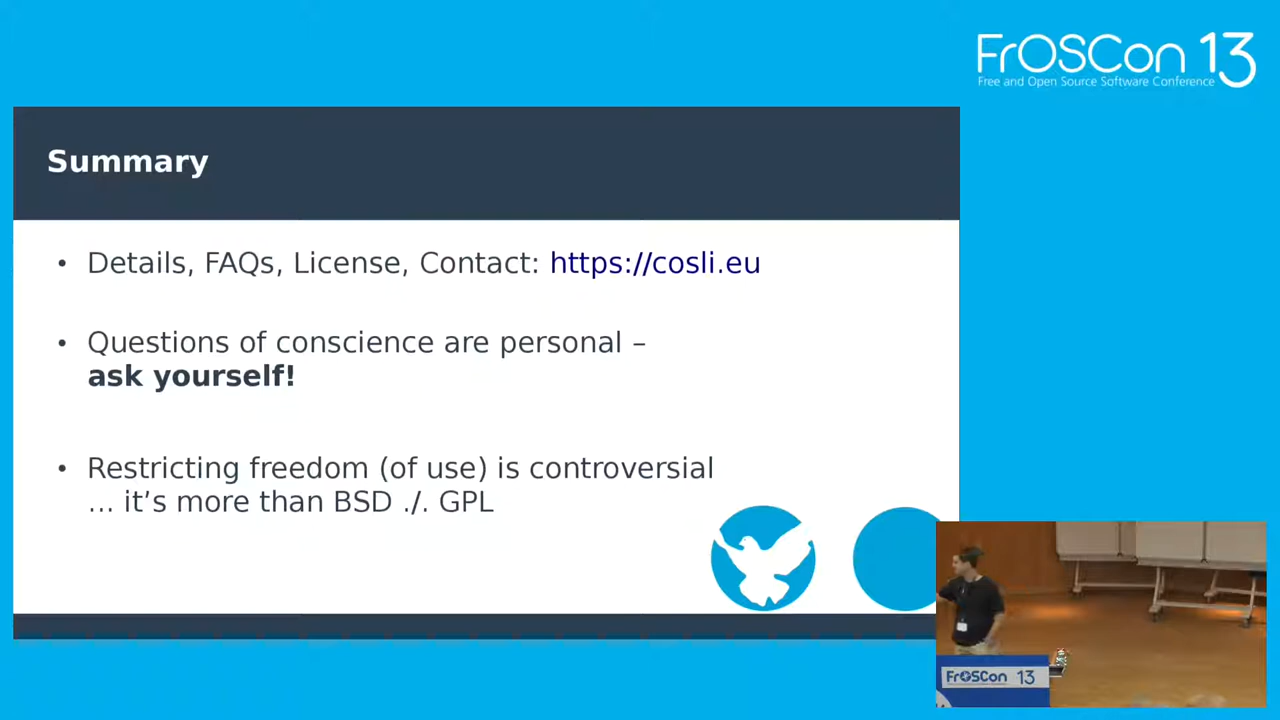 FrOSCon 13
Free and Open Source Software Conference
Summary
• Details, FAQs, License, Contact: https://cosli.eu
• Questions of conscience are personal –
ask yourself!
• Restricting freedom (of use) is controversial
... it’s more than BSD ./. GPL
FrOSCon 13